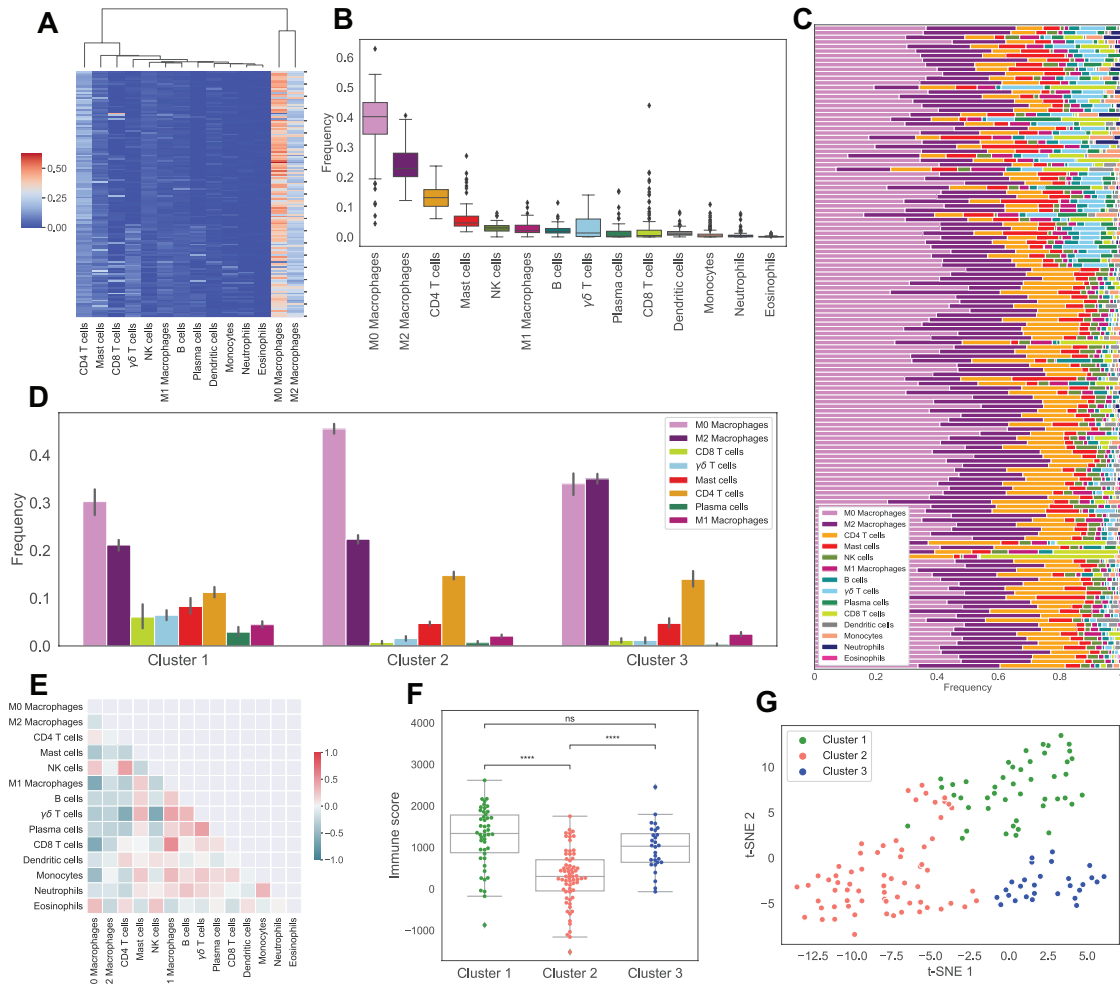 A
0,50
0,25
0,00
CD4 T cells
Mast cells
CD8 T cells
γδ T cells
NK cells
M1 Macrophages
B cells
Plasma cells
Dendritic cells
Monocytes
Neutrophils
Eosinophils
M0 Macrophages
M2 Macrophages
B
Frequency
0.6
0.5
0.4
0.3
0.2
0.1
0.0
M0 Macrophages
M2 Macrophages
CD4 T cells
Mast cells
NK cells
M1 Macrophages
B cells
γδ T cells
Plasma cells
CD8 T cells
Dendritic cells
Monocytes
Neutrophils
Eosinophils
C
M0 Macrophages
M2 Macrophages
CD4 T cells
Mast cells
NK cells
M1 Macrophages
B cells
γδ T cells
Plasma cells
CD8 T cells
Dendritic cells
Monocytes
Neutrophils
Eosinophils
0 0.2 0.4 0.6 0.8 1
Frequency
D
Frequency
0.4
0.3
0.2
0.1
0.0
M0 Macrophages
M2 Macrophages
CD8 T cells
γδ T cells
Mast cells
CD4 T cells
Plasma cells
M1 Macrophages
Cluster 1 Cluster 2 Cluster 3
E
M0 Macrophages
M2 Macrophages
CD4 T cells
Mast cells
NK cells
M1 Macrophages
B cells
γδ T cells
Plasma cells
CD8 T cells
Dendritic cells
Monocytes
Neutrophils
Eosinophils
0 Macrophages
2 Macrophages
CD4 T cells
Mast cells
NK cells
1 Macrophages
B cells
γδ T cells
Plasma cells
CD8 T cells
Dendritic cells
Monocytes
Neutrophils
Eosinophils
1.0
0.5
0.0
−0.5
−1.0
F
Immune score
4000
3000
2000
1000
0
−1000
ns
****
****
Cluster 1 Cluster 2 Cluster 3
G
Cluster 1
Cluster 2
Cluster 3
t-SNE 2
10
5
0
−5
−12.5 −10.0 −7.5 −5.0 −2.5 0.0 2.5 5.0
t-SNE 1